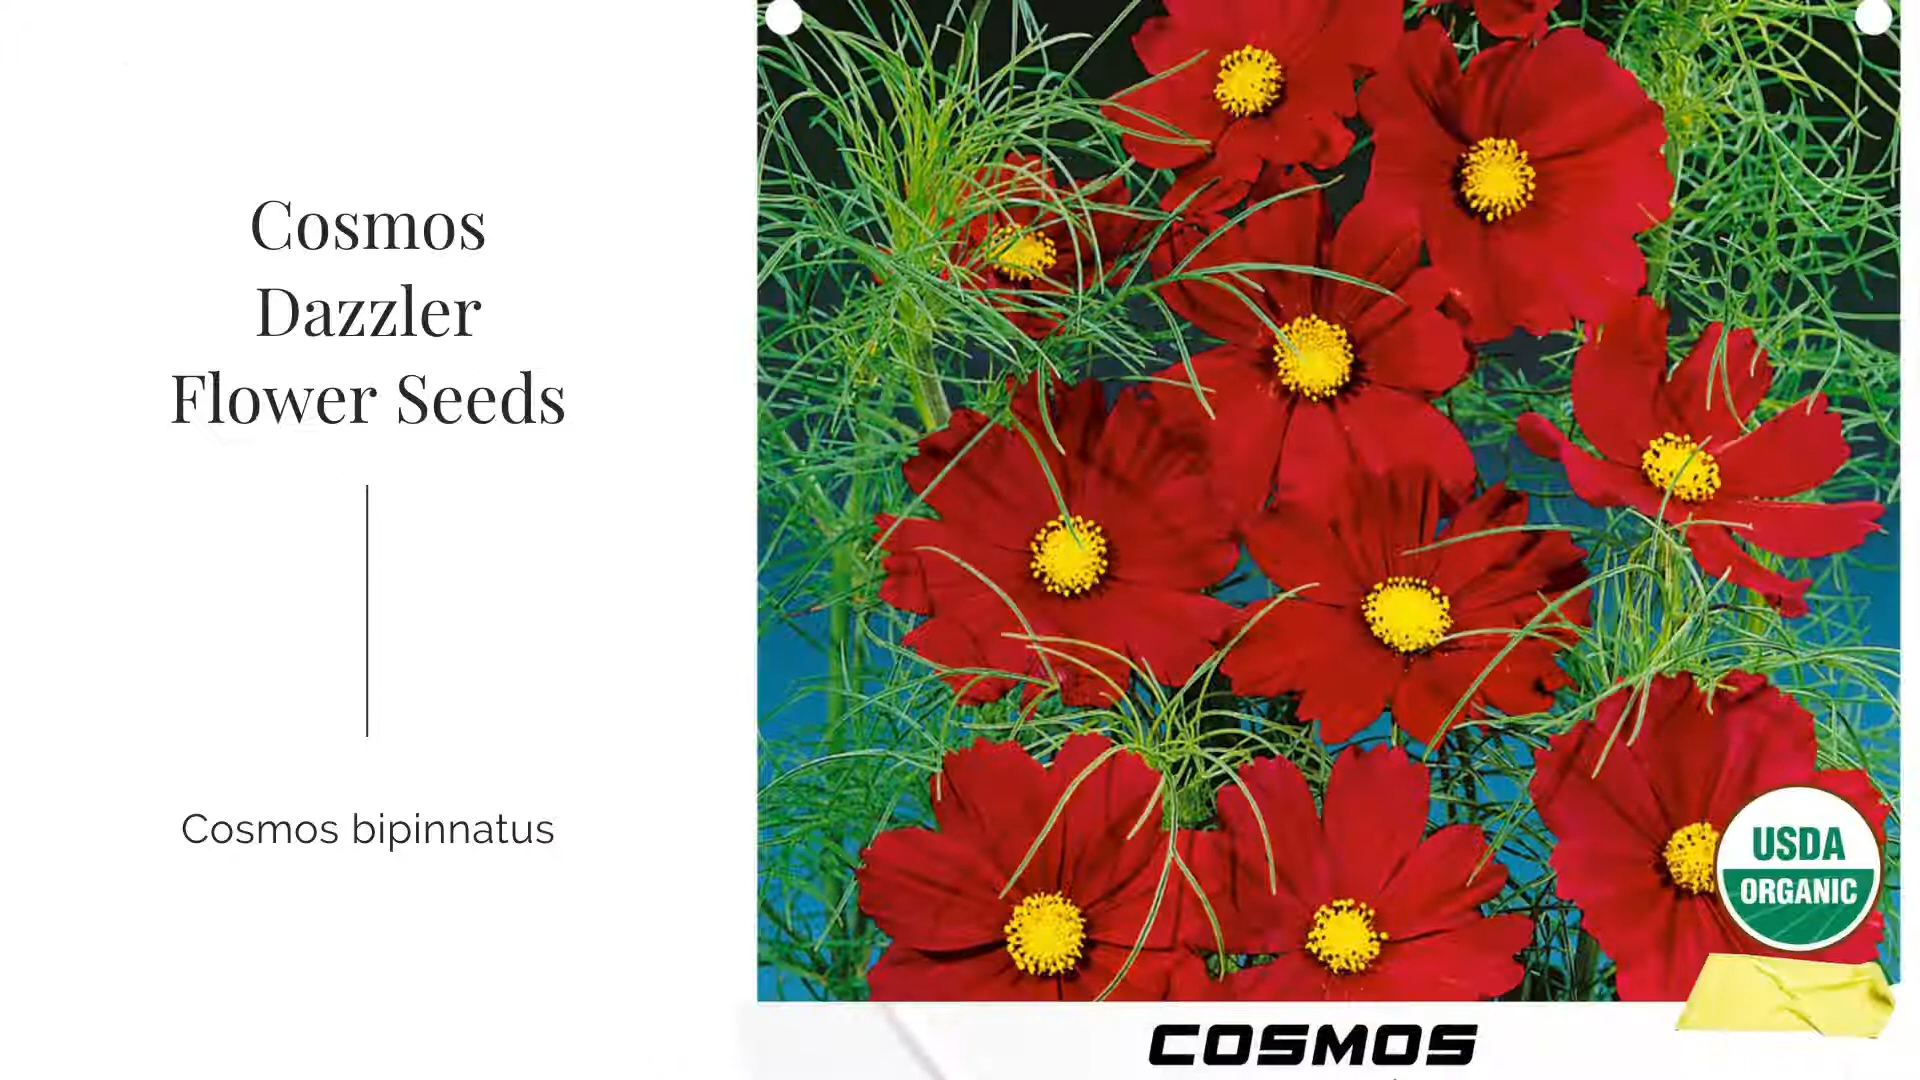 Cosmos
Dazzler
Flower Seeds
Cosmos bipinnatus
USDA
ORGANIC
COSMOS